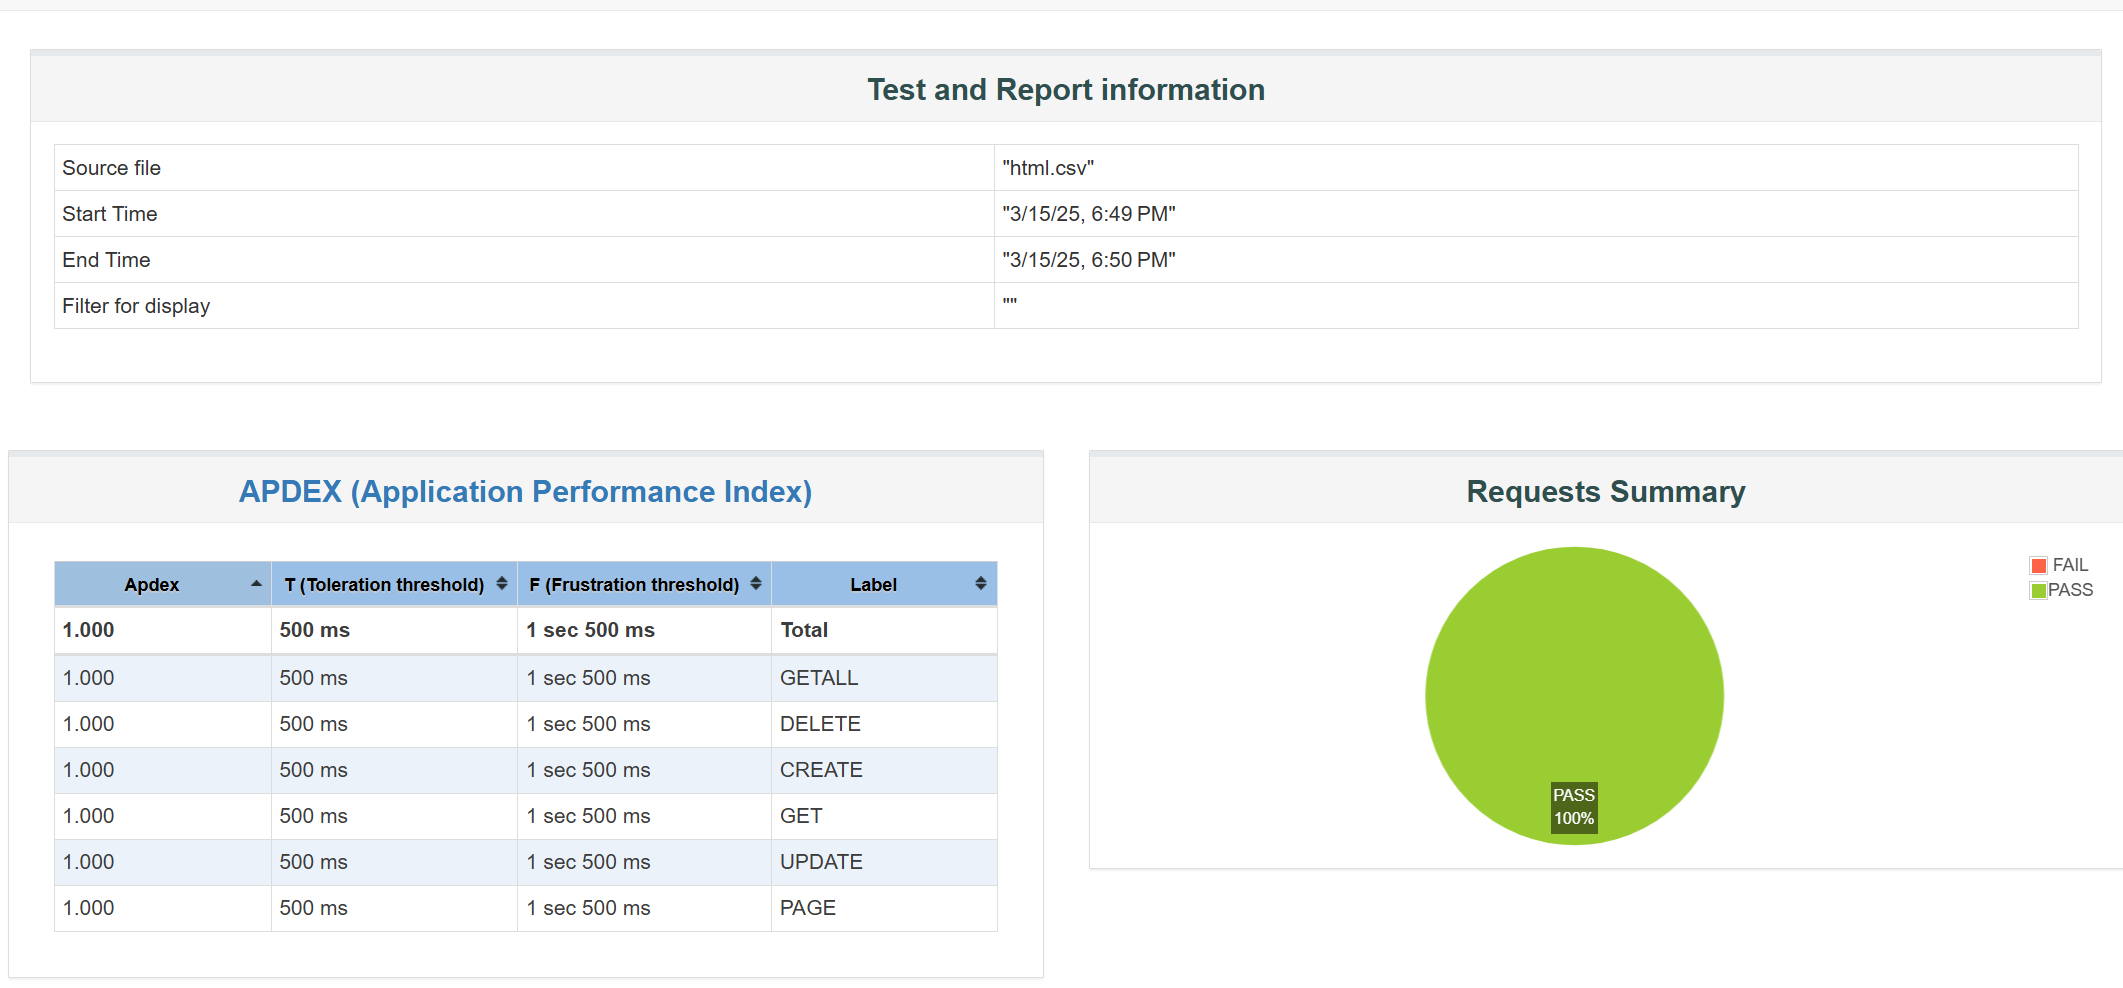 Test and Report information
Source file "html.csv"
Start Time "3/15/25, 6:49 PM"
End Time "3/15/25, 6:50 PM"
Filter for display ""
APDEX (Application Performance Index)
Apdex T (Toleration threshold) F (Frustration threshold) Label
1.000 500 ms 1 sec 500 ms Total
1.000 500 ms 1 sec 500 ms GETALL
1.000 500 ms 1 sec 500 ms DELETE
1.000 500 ms 1 sec 500 ms CREATE
1.000 500 ms 1 sec 500 ms GET
1.000 500 ms 1 sec 500 ms UPDATE
1.000 500 ms 1 sec 500 ms PAGE
Requests Summary
FAIL
PASS
PASS
100%